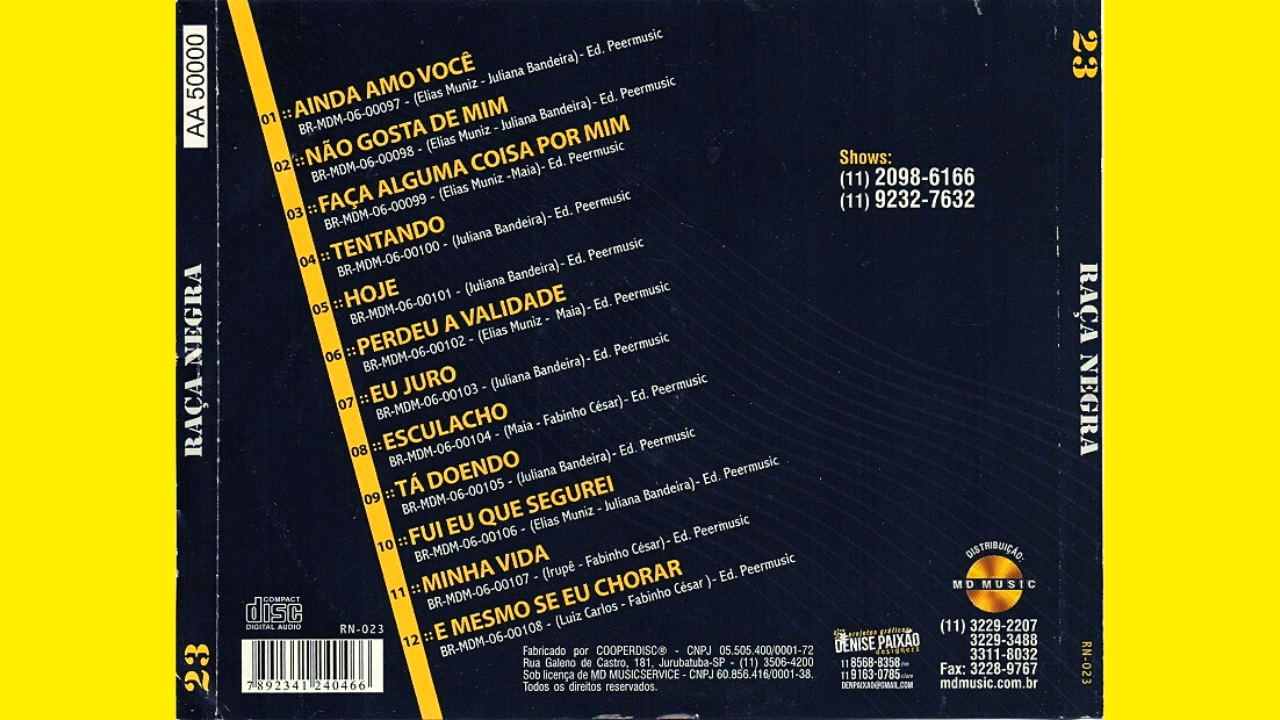 AA 50000
RAÇA NEGRA
23
01 :: AINDA AMO VOCÊ
BR-MDM-06-00097 - (Elias Muniz - Juliana Bandeira)- Ed. Peermusic
02 :: NÃO GOSTA DE MIM
BR-MDM-06-00098 - (Elias Muniz - Juliana Bandeira)- Ed. Peermusic
03 :: FAÇA ALGUMA COISA POR MIM
BR-MDM-06-00099 - (Elias Muniz -Maia)- Ed. Peermusic
04 :: TENTANDO
BR-MDM-06-00100 - (Juliana Bandeira)- Ed. Peermusic
05 :: HOJE
BR-MDM-06-00101 - (Juliana Bandeira)- Ed. Peermusic
06 :: PERDEU A VALIDADE
BR-MDM-06-00102 - (Elias Muniz - Maia)- Ed. Peermusic
07 :: EU JURO
BR-MDM-06-00103 - (Juliana Bandeira)- Ed. Peermusic
08 :: ESCULACHO
BR-MDM-06-00104 - (Maia - Fabinho César)- Ed. Peermusic
09 :: TÁ DOENDO
BR-MDM-06-00105 - (Juliana Bandeira)- Ed. Peermusic
10 :: FUI EU QUE SEGUREI
BR-MDM-06-00106 - (Elias Muniz - Juliana Bandeira)- Ed. Peermusic
11 :: MINHA VIDA
BR-MDM-06-00107 - (Irupê - Fabinho César)- Ed. Peermusic
12 :: E MESMO SE EU CHORAR
BR-MDM-06-00108 - (Luiz Carlos - Fabinho César )- Ed. Peermusic
Shows:
(11) 2098-6166
(11) 9232-7632
COMPACT
disc
DIGITAL AUDIO
RN-023
7 892341 240466
Fabricado por COOPERDISC® - CNPJ 05.505.400/0001-72
Rua Galeno de Castro, 181, Jurubatuba-SP - (11) 3506-4200
Sob licença de MD MUSICSERVICE - CNPJ 60.856.416/0001-38.
Todos os direitos reservados.
projetos gráficos
DENISE PAIXÃO
designers
11 8568-8358
11 9163-0785
DENPAIXAO@GMAIL.COM
DISTRIBUIÇÃO:
MD MUSIC
(11) 3229-2207
3229-3488
3311-8032
Fax: 3228-9767
mdmusic.com.br
23
RAÇA NEGRA
RN-023